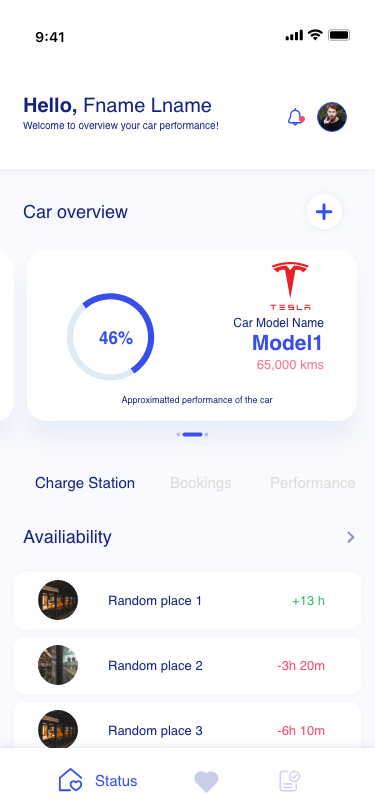 9:41
Hello, Fname Lname
Welcome to overview your car performance!
Car overview
46%
TESLA
Car Model Name
Model1
65,000 kms
Approximatted performance of the car
Charge Station Bookings Performance
Availiability
Random place 1 +13 h
Random place 2 -3h 20m
Random place 3 -6h 10m
Status